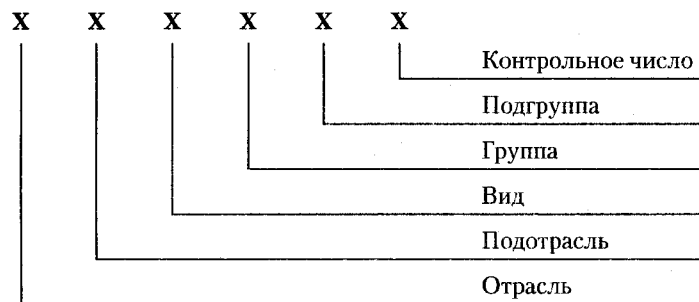 X X X X X X
Контрольное число
Подгруппа
Группа
Вид
Подотрасль
Отрасль